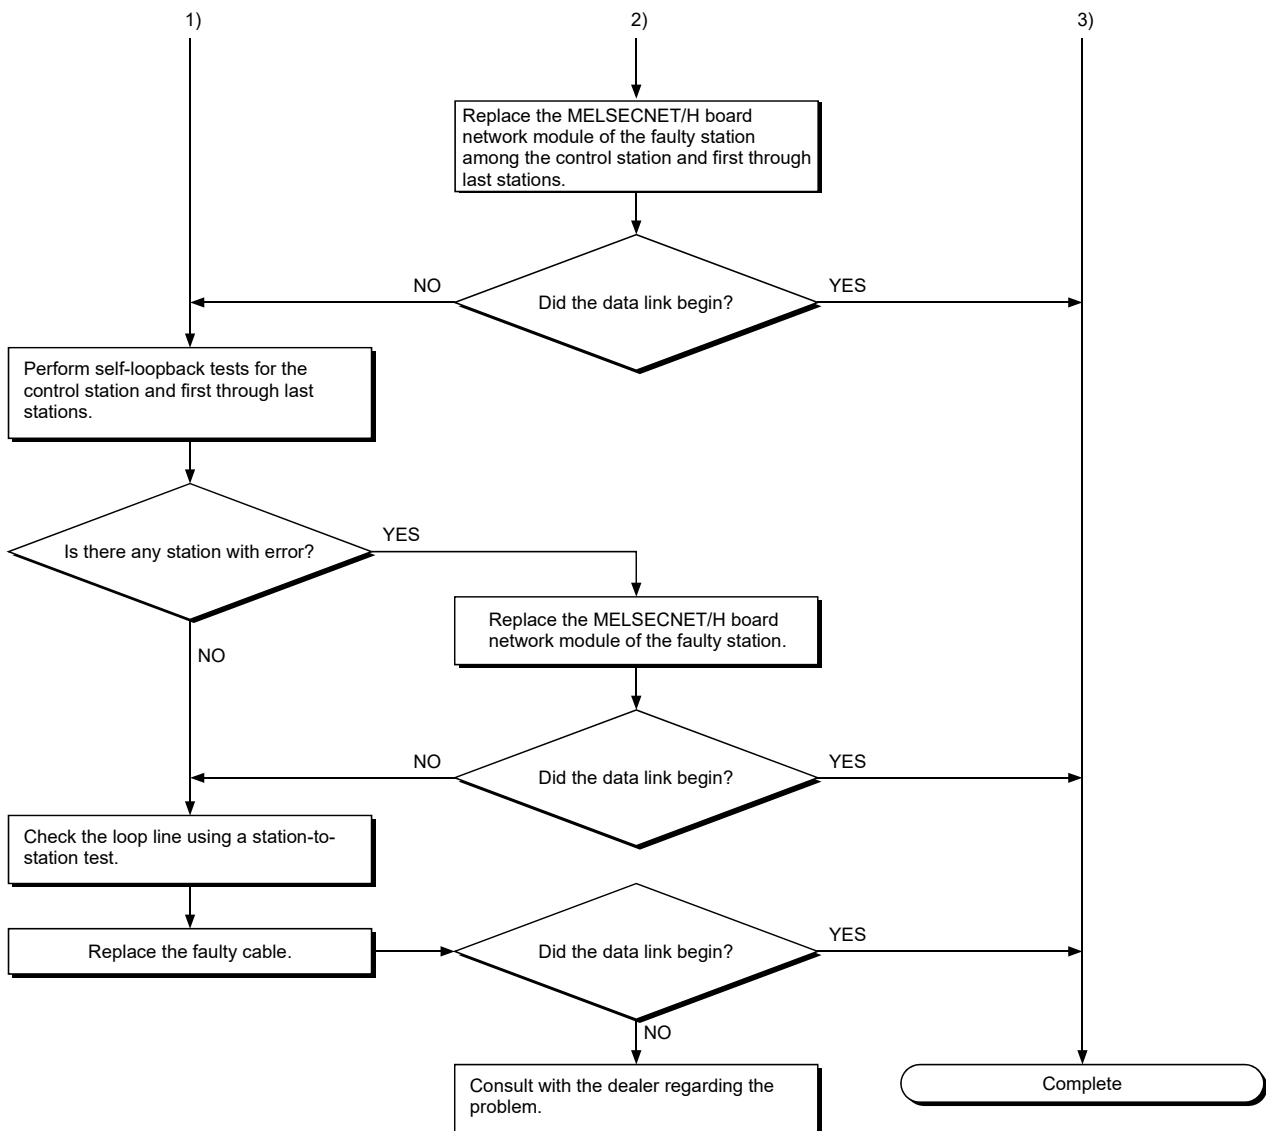 1)
2)
3)
Replace the MELSECNET/H board
network module of the faulty station
among the control station and first through
last stations.
NO
YES
Did the data link begin?
Perform self-loopback tests for the
control station and first through last
stations.
YES
Is there any station with error?
Replace the MELSECNET/H board
network module of the faulty station.
NO
NO
YES
Did the data link begin?
Check the loop line using a station-to-
station test.
YES
Replace the faulty cable.
Did the data link begin?
NO
Consult with the dealer regarding the
problem.
Complete